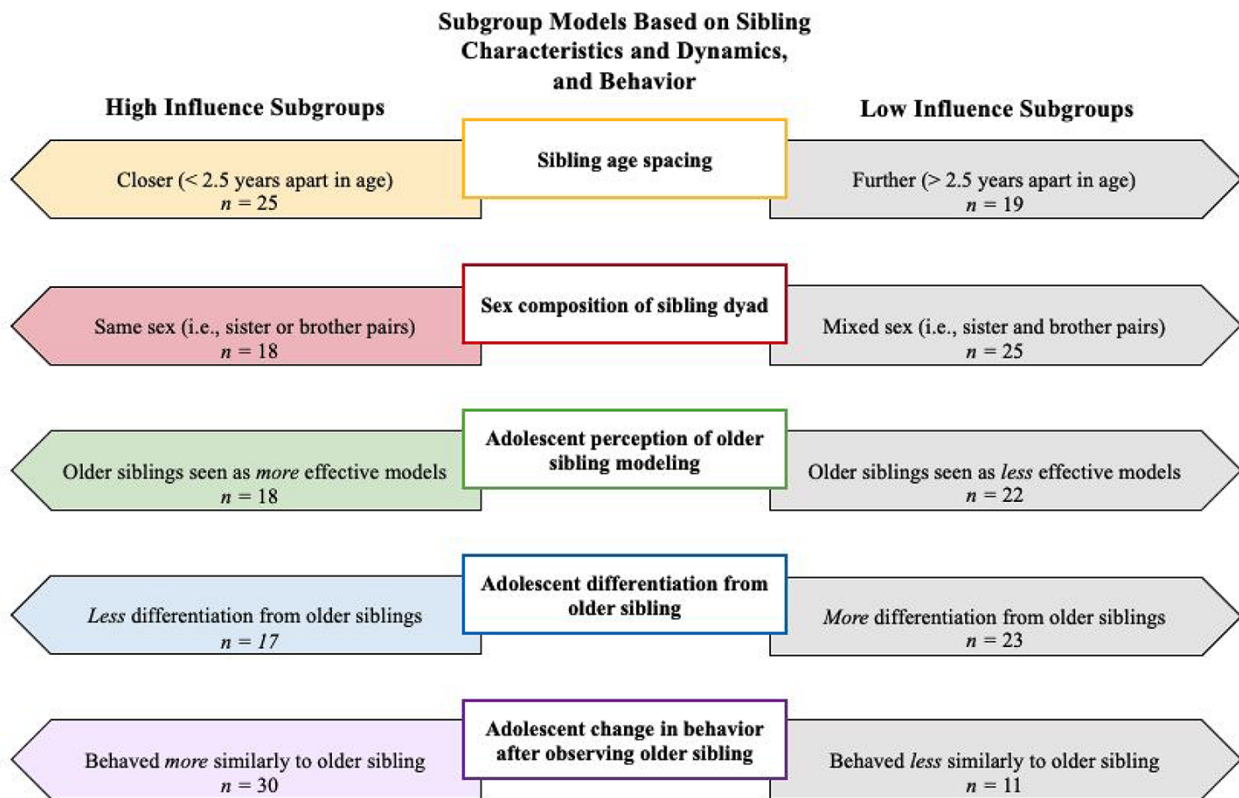 Subgroup Models Based on Sibling
Characteristics and Dynamics,
and Behavior
High Influence Subgroups
Low Influence Subgroups
Closer (< 2.5 years apart in age)
n = 25
Sibling age spacing
Further (> 2.5 years apart in age)
n = 19
Same sex (i.e., sister or brother pairs)
n = 18
Sex composition of sibling dyad
Mixed sex (i.e., sister and brother pairs)
n = 25
Older siblings seen as more effective models
n = 18
Adolescent perception of older
sibling modeling
Older siblings seen as less effective models
n = 22
Less differentiation from older siblings
n = 17
Adolescent differentiation from
older sibling
More differentiation from older siblings
n = 23
Behaved more similarly to older sibling
n = 30
Adolescent change in behavior
after observing older sibling
Behaved less similarly to older sibling
n = 11